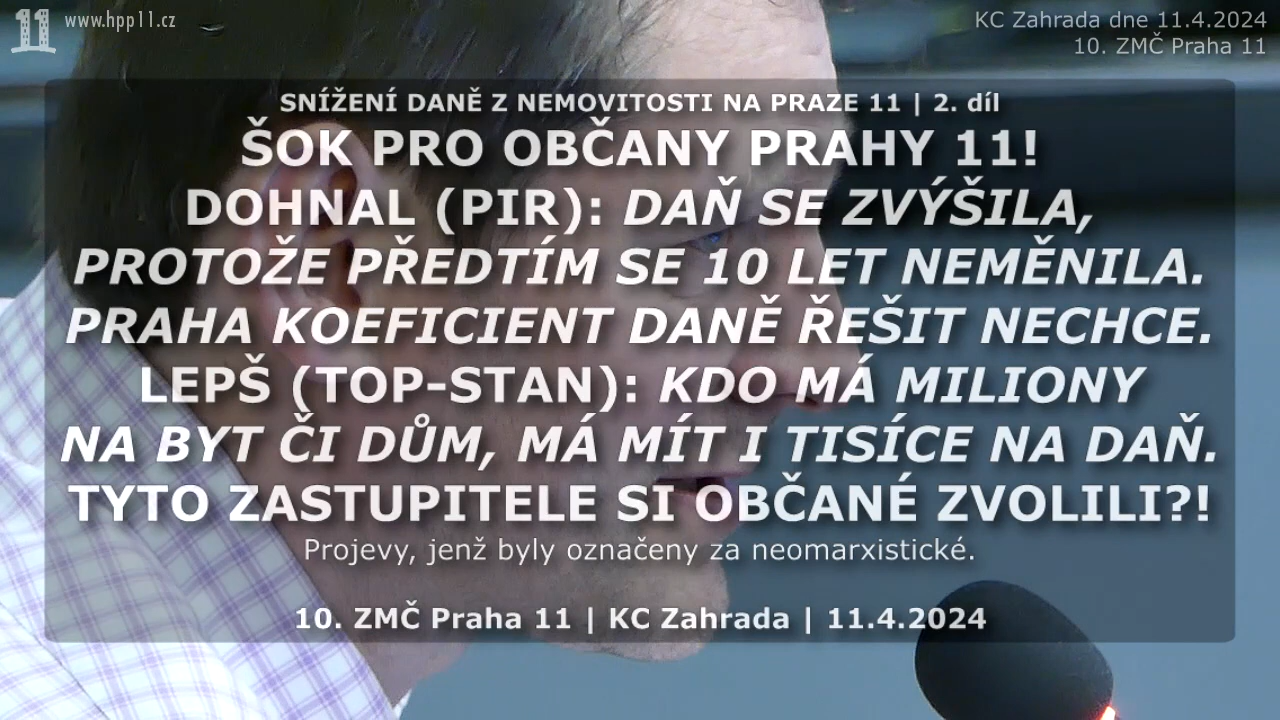 11 www.hpp11.cz
KC Zahrada dne 11.4.2024
10. ZMČ Praha 11
SNÍŽENÍ DANĚ Z NEMOVITOSTI NA PRAZE 11 | 2. díl
ŠOK PRO OBČANY PRAHY 11!
DOHNAL (PIR): DAŇ SE ZVÝŠILA,
PROTOŽE PŘEDTÍM SE 10 LET NEMĚNILA.
PRAHA KOEFICIENT DANĚ ŘEŠIT NECHCE.
LEPŠ (TOP-STAN): KDO MÁ MILIONY
NA BYT ČI DŮM, MÁ MÍT I TISÍCE NA DAŇ.
TYTO ZASTUPITELE SI OBČANÉ ZVOLILI?!
Projevy, jenž byly označeny za neomarxistické.
10. ZMČ Praha 11 | KC Zahrada | 11.4.2024